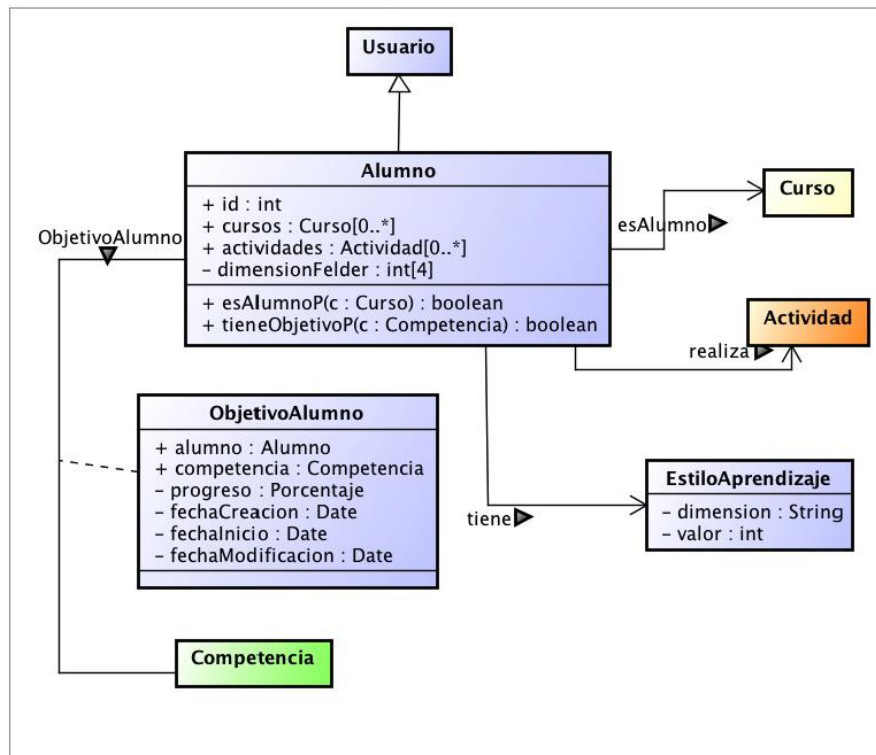 Usuario
Alumno
+ id : int
+ cursos : Curso[0..*]
+ actividades : Actividad[0..*]
– dimensionFelder : int[4]
+ esAlumnoP(c : Curso) : boolean
+ tieneObjetivoP(c : Competencia) : boolean
Curso
esAlumno
ObjetivoAlumno
Actividad
realiza
ObjetivoAlumno
+ alumno : Alumno
+ competencia : Competencia
– progreso : Porcentaje
– fechaCreacion : Date
– fechaInicio : Date
– fechaModificacion : Date
EstiloAprendizaje
– dimension : String
– valor : int
tiene
Competencia